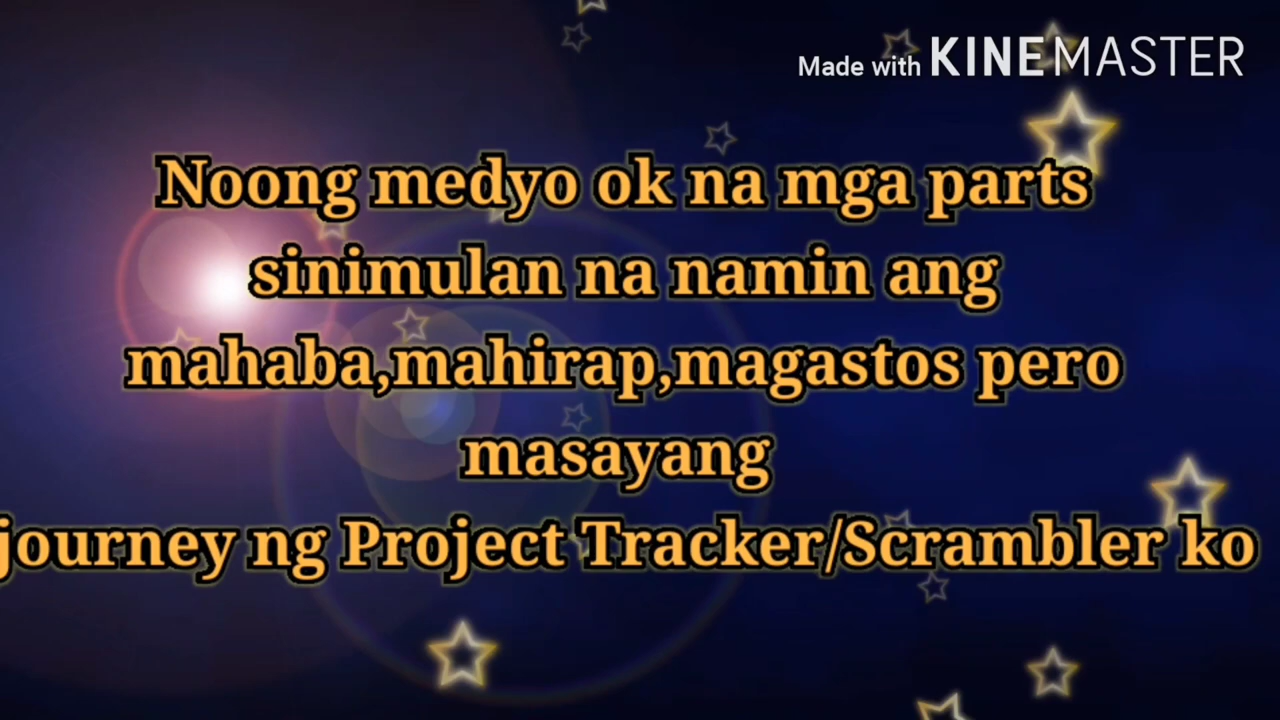 Made with KINEMASTER
Noong medyo ok na mga parts
sinimulan na namin ang
mahaba,mahirap,magastos pero
masayang
journey ng Project Tracker/Scrambler ko